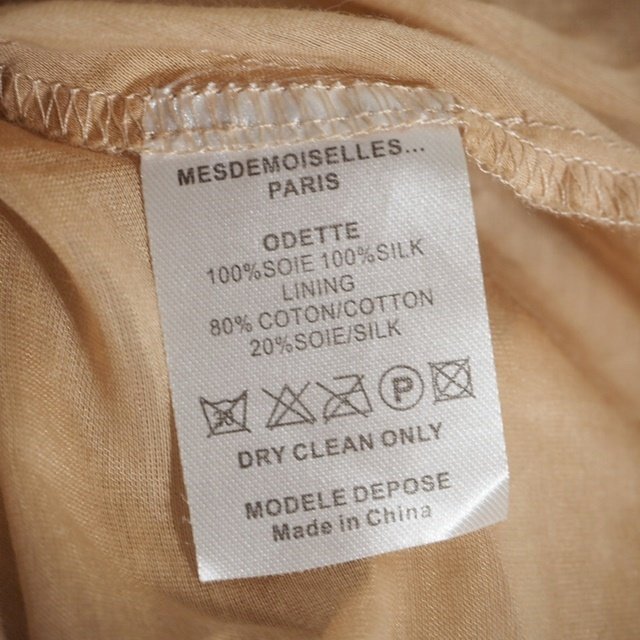 MESDEMOISELLES...
PARIS
ODETTE
100%SOIE 100%SILK
LINING
80% COTON/COTTON
20%SOIE/SILK
P
DRY CLEAN ONLY
MODELE DEPOSE
Made in China